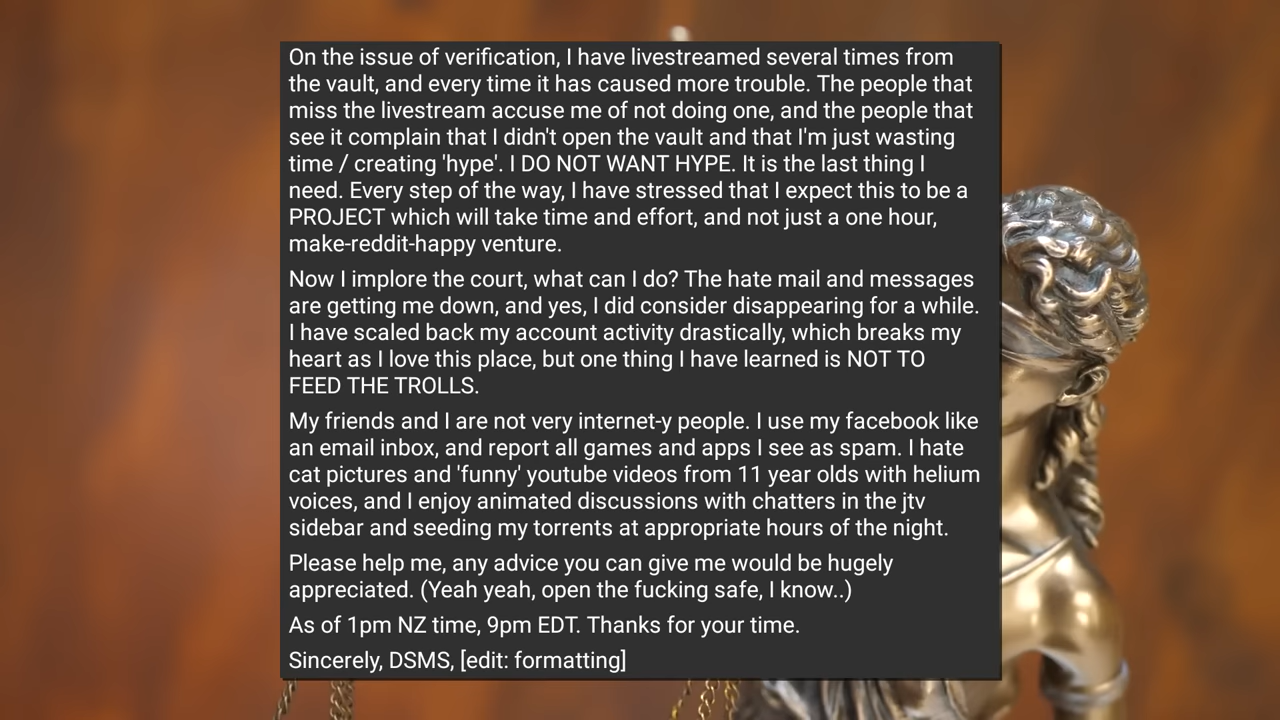 On the issue of verification, I have livestreamed several times from
the vault, and every time it has caused more trouble. The people that
miss the livestream accuse me of not doing one, and the people that
see it complain that I didn't open the vault and that I'm just wasting
time / creating 'hype'. I DO NOT WANT HYPE. It is the last thing I
need. Every step of the way, I have stressed that I expect this to be a
PROJECT which will take time and effort, and not just a one hour,
make-reddit-happy venture.
Now I implore the court, what can I do? The hate mail and messages
are getting me down, and yes, I did consider disappearing for a while.
I have scaled back my account activity drastically, which breaks my
heart as I love this place, but one thing I have learned is NOT TO
FEED THE TROLLS.
My friends and I are not very internet-y people. I use my facebook like
an email inbox, and report all games and apps I see as spam. I hate
cat pictures and 'funny' youtube videos from 11 year olds with helium
voices, and I enjoy animated discussions with chatters in the jtv
sidebar and seeding my torrents at appropriate hours of the night.
Please help me, any advice you can give me would be hugely
appreciated. (Yeah yeah, open the fucking safe, I know..)
As of 1pm NZ time, 9pm EDT. Thanks for your time.
Sincerely, DSMS, [edit: formatting]